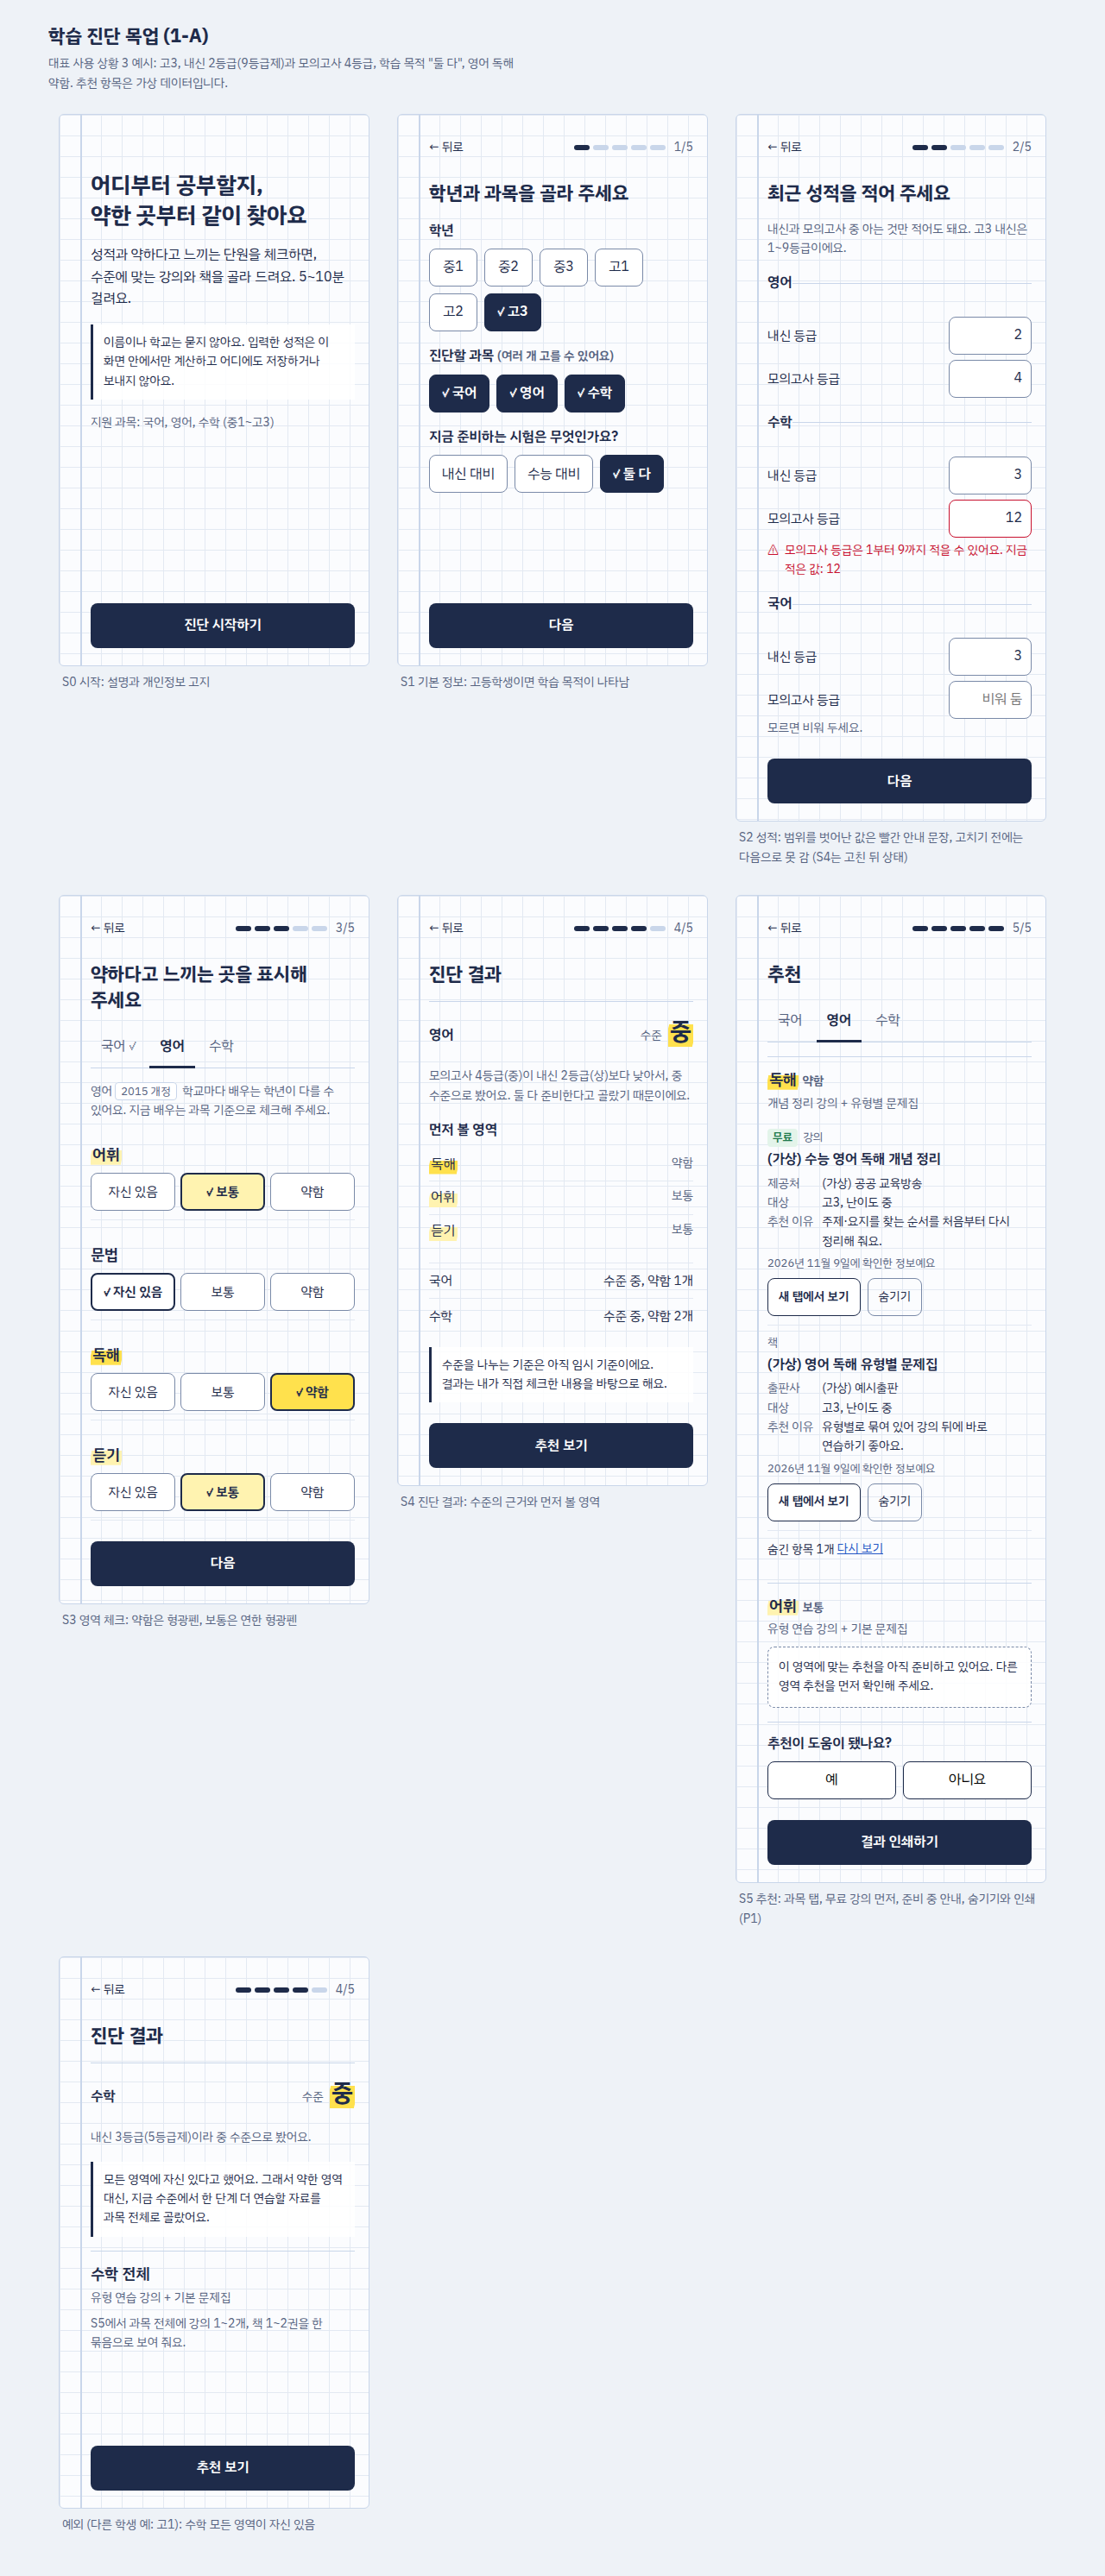 학습 진단 목업 (1-A)
대표 사용 상황 3 예시: 고3, 내신 2등급(9등급제)과 모의고사 4등급, 학습 목적 "둘 다", 영어 독해
약함. 추천 항목은 가상 데이터입니다.
어디부터 공부할지,
약한 곳부터 같이 찾아요
성적과 약하다고 느끼는 단원을 체크하면,
수준에 맞는 강의와 책을 골라 드려요. 5~10분
걸려요.
이름이나 학교는 묻지 않아요. 입력한 성적은 이
화면 안에서만 계산하고 어디에도 저장하거나
보내지 않아요.
지원 과목: 국어, 영어, 수학 (중1~고3)
진단 시작하기
S0 시작: 설명과 개인정보 고지
← 뒤로 1/5
학년과 과목을 골라 주세요
학년
중1 중2 중3 고1
고2 ✓ 고3
진단할 과목 (여러 개 고를 수 있어요)
✓ 국어 ✓ 영어 ✓ 수학
지금 준비하는 시험은 무엇인가요?
내신 대비 수능 대비 ✓ 둘 다
다음
S1 기본 정보: 고등학생이면 학습 목적이 나타남
← 뒤로 2/5
최근 성적을 적어 주세요
내신과 모의고사 중 아는 것만 적어도 돼요. 고3 내신은
1~9등급이에요.
영어
내신 등급 2
모의고사 등급 4
수학
내신 등급 3
모의고사 등급 12
⚠ 모의고사 등급은 1부터 9까지 적을 수 있어요. 지금
적은 값: 12
국어
내신 등급 3
모의고사 등급 비워 둠
모르면 비워 두세요.
다음
S2 성적: 범위를 벗어난 값은 빨간 안내 문장, 고치기 전에는
다음으로 못 감 (S4는 고친 뒤 상태)
← 뒤로 3/5
약하다고 느끼는 곳을 표시해
주세요
국어 ✓ 영어 수학
영어 2015 개정 학교마다 배우는 학년이 다를 수
있어요. 지금 배우는 과목 기준으로 체크해 주세요.
어휘
자신 있음 ✓ 보통 약함
문법
✓ 자신 있음 보통 약함
독해
자신 있음 보통 ✓ 약함
듣기
자신 있음 ✓ 보통 약함
다음
S3 영역 체크: 약함은 형광펜, 보통은 연한 형광펜
← 뒤로 4/5
진단 결과
영어 수준 중
모의고사 4등급(중)이 내신 2등급(상)보다 낮아서, 중
수준으로 봤어요. 둘 다 준비한다고 골랐기 때문이에요.
먼저 볼 영역
독해 약함
어휘 보통
듣기 보통
국어 수준 중, 약함 1개
수학 수준 중, 약함 2개
수준을 나누는 기준은 아직 임시 기준이에요.
결과는 내가 직접 체크한 내용을 바탕으로 해요.
추천 보기
S4 진단 결과: 수준의 근거와 먼저 볼 영역
← 뒤로 5/5
추천
국어 영어 수학
독해 약함
개념 정리 강의 + 유형별 문제집
무료 강의
(가상) 수능 영어 독해 개념 정리
제공처 (가상) 공공 교육방송
대상 고3, 난이도 중
추천 이유 주제·요지를 찾는 순서를 처음부터 다시
정리해 줘요.
2026년 11월 9일에 확인한 정보예요
새 탭에서 보기 숨기기
책
(가상) 영어 독해 유형별 문제집
출판사 (가상) 예시출판
대상 고3, 난이도 중
추천 이유 유형별로 묶여 있어 강의 뒤에 바로
연습하기 좋아요.
2026년 11월 9일에 확인한 정보예요
새 탭에서 보기 숨기기
숨긴 항목 1개 다시 보기
어휘 보통
유형 연습 강의 + 기본 문제집
이 영역에 맞는 추천을 아직 준비하고 있어요. 다른
영역 추천을 먼저 확인해 주세요.
추천이 도움이 됐나요?
예 아니요
결과 인쇄하기
S5 추천: 과목 탭, 무료 강의 먼저, 준비 중 안내, 숨기기와 인쇄
(P1)
← 뒤로 4/5
진단 결과
수학 수준 중
내신 3등급(5등급제)이라 중 수준으로 봤어요.
모든 영역에 자신 있다고 했어요. 그래서 약한 영역
대신, 지금 수준에서 한 단계 더 연습할 자료를
과목 전체로 골랐어요.
수학 전체
유형 연습 강의 + 기본 문제집
S5에서 과목 전체에 강의 1~2개, 책 1~2권을 한
묶음으로 보여 줘요.
추천 보기
예외 (다른 학생 예: 고1): 수학 모든 영역이 자신 있음